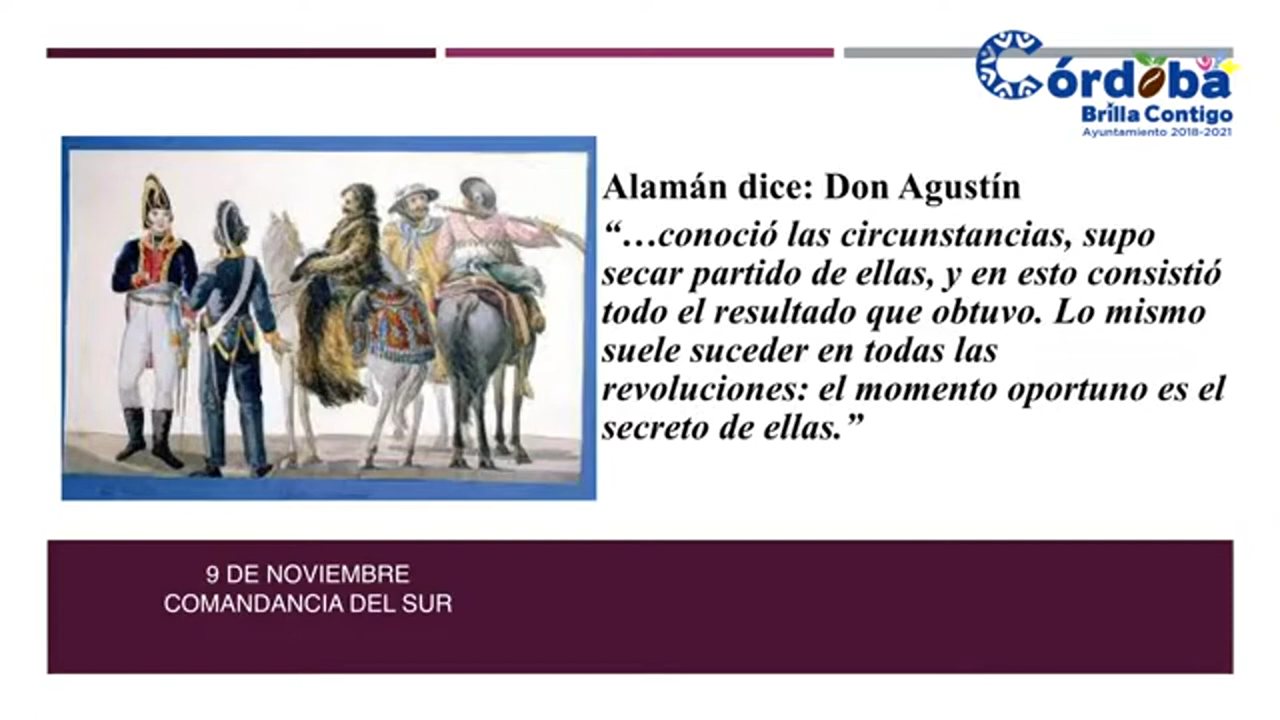 Córdoba
Brilla Contigo
Ayuntamiento 2018-2021
Alamán dice: Don Agustín
“…conoció las circunstancias, supo
secar partido de ellas, y en esto consistió
todo el resultado que obtuvo. Lo mismo
suele suceder en todas las
revoluciones: el momento oportuno es el
secreto de ellas.”
9 DE NOVIEMBRE
COMANDANCIA DEL SUR